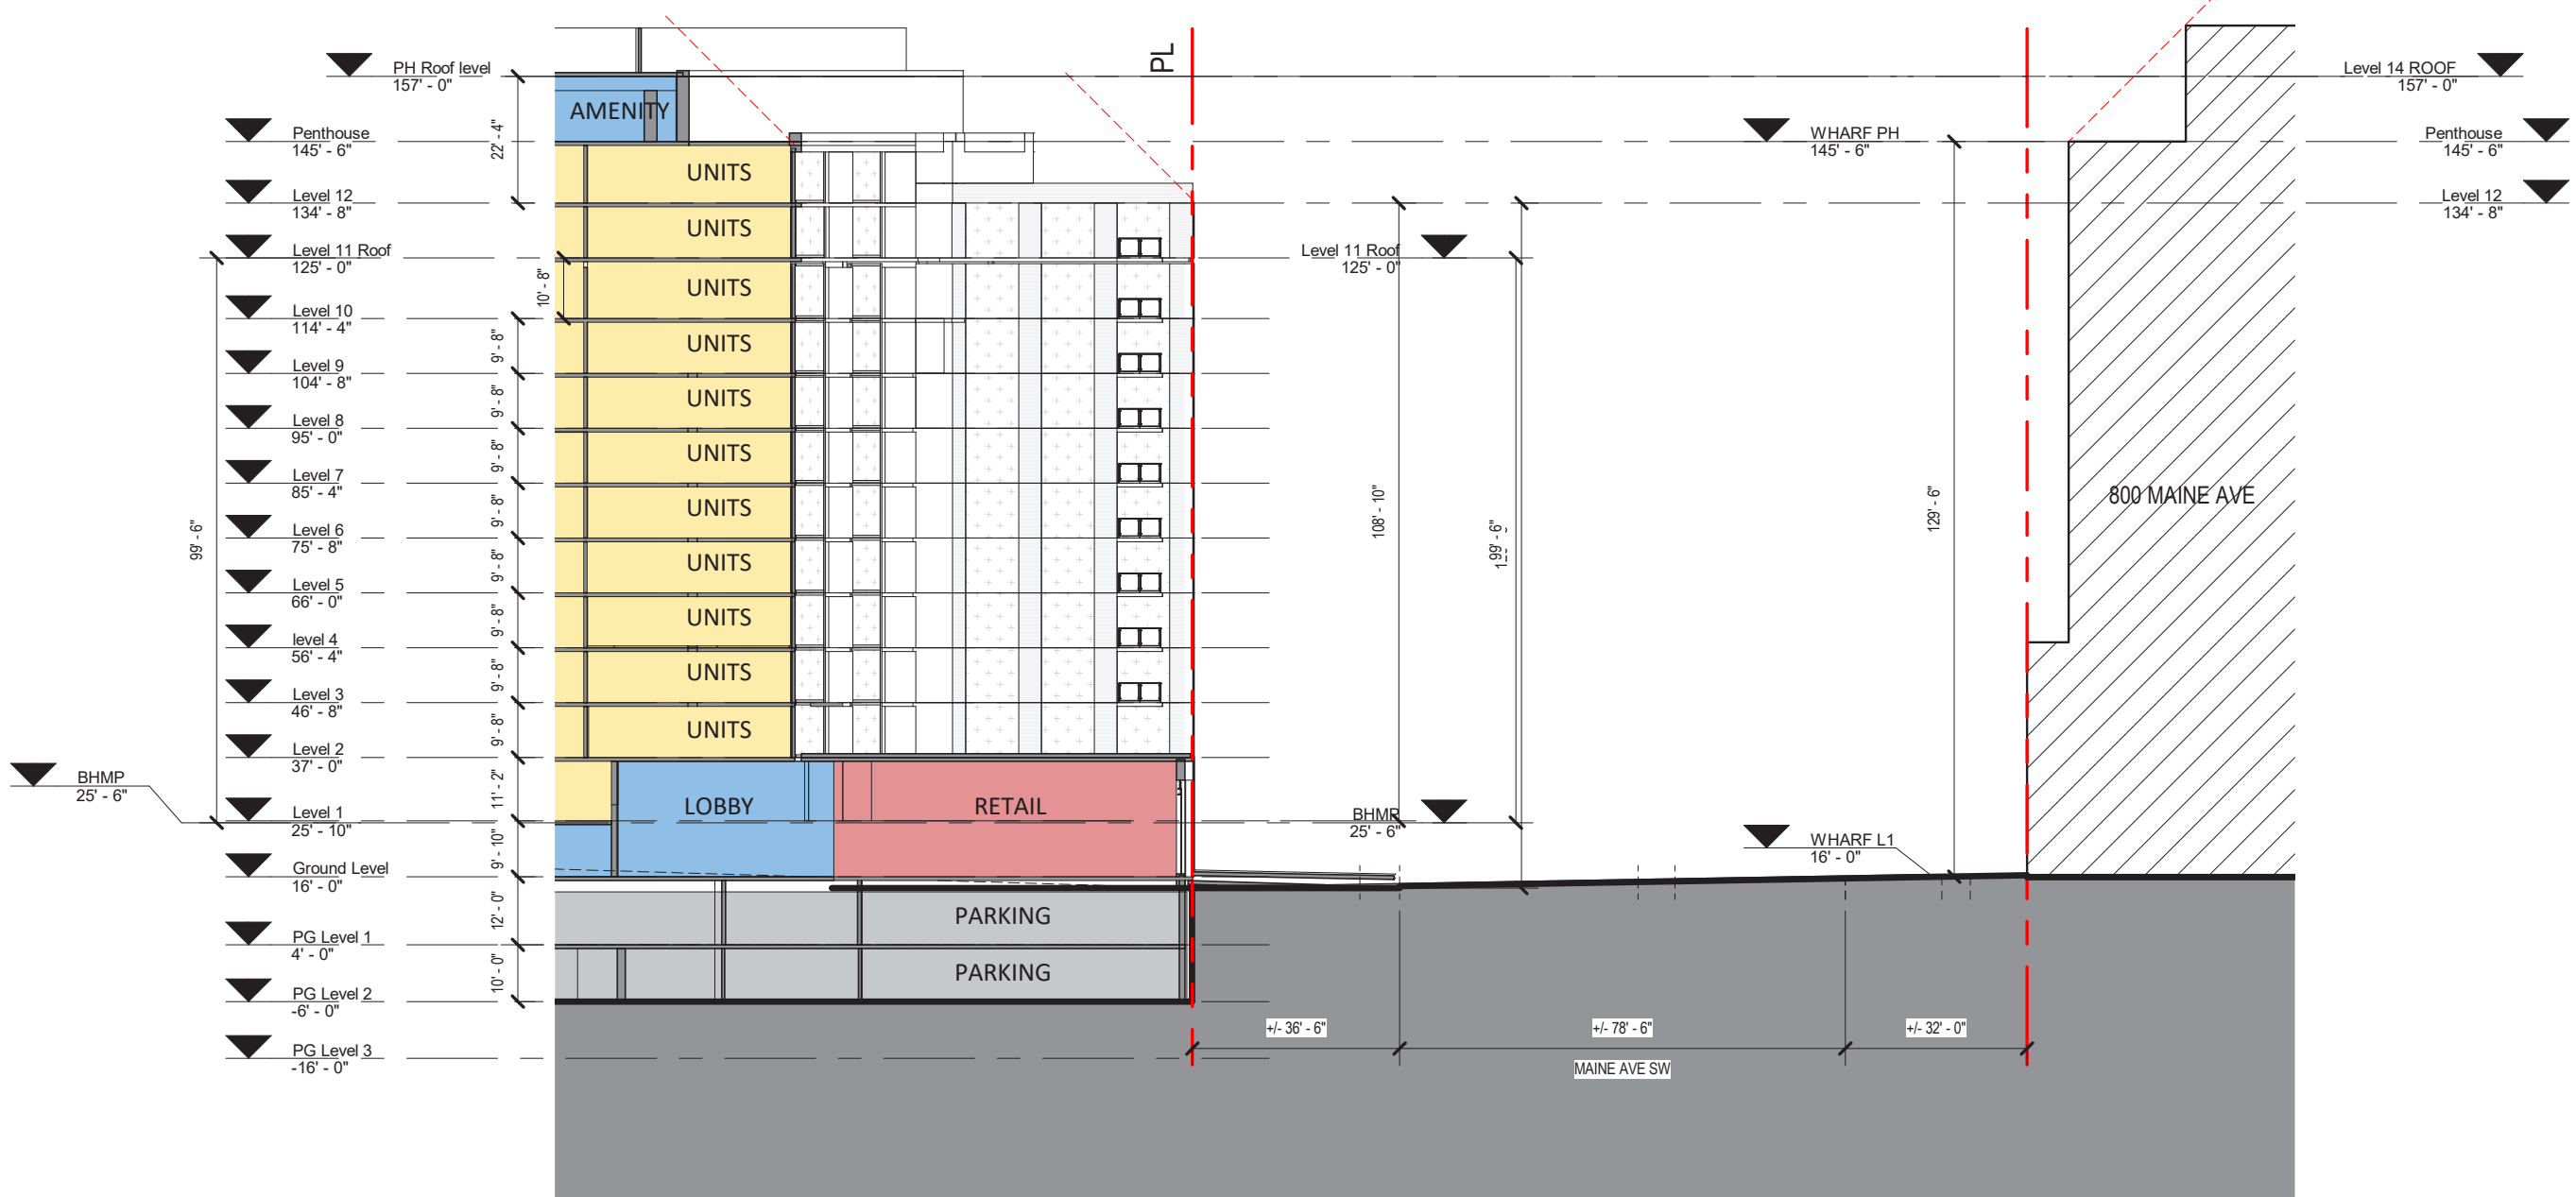 PL
PH Roof level
157' - 0"
Level 14 ROOF
157' - 0"
AMENITY
22' - 4"
Penthouse
145' - 6"
WHARF PH
145' - 6"
Penthouse
145' - 6"
UNITS
Level 12
134' - 8"
Level 12
134' - 8"
UNITS
Level 11 Roof
125' - 0"
Level 11 Roof
125' - 0"
10' - 8"
UNITS
Level 10
114' - 4"
9' - 8"
UNITS
Level 9
104' - 8"
9' - 8"
UNITS
Level 8
95' - 0"
9' - 8"
UNITS
Level 7
85' - 4"
9' - 8"
UNITS
108' - 10"
129' - 6"
800 MAINE AVE
Level 6
75' - 8"
99' - 6"
9' - 8"
UNITS
99' - 6"
Level 5
66' - 0"
9' - 8"
UNITS
level 4
56' - 4"
9' - 8"
UNITS
Level 3
46' - 8"
9' - 8"
UNITS
Level 2
37' - 0"
BHMP
25' - 6"
11' - 2"
LOBBY
RETAIL
Level 1
25' - 10"
BHMP
25' - 6"
WHARF L1
16' - 0"
9' - 10"
Ground Level
16' - 0"
12' - 0"
PARKING
PG Level 1
4' - 0"
10' - 0"
PARKING
PG Level 2
-6' - 0"
+/- 36' - 6"
+/- 78' - 6"
+/- 32' - 0"
PG Level 3
-16' - 0"
MAINE AVE SW